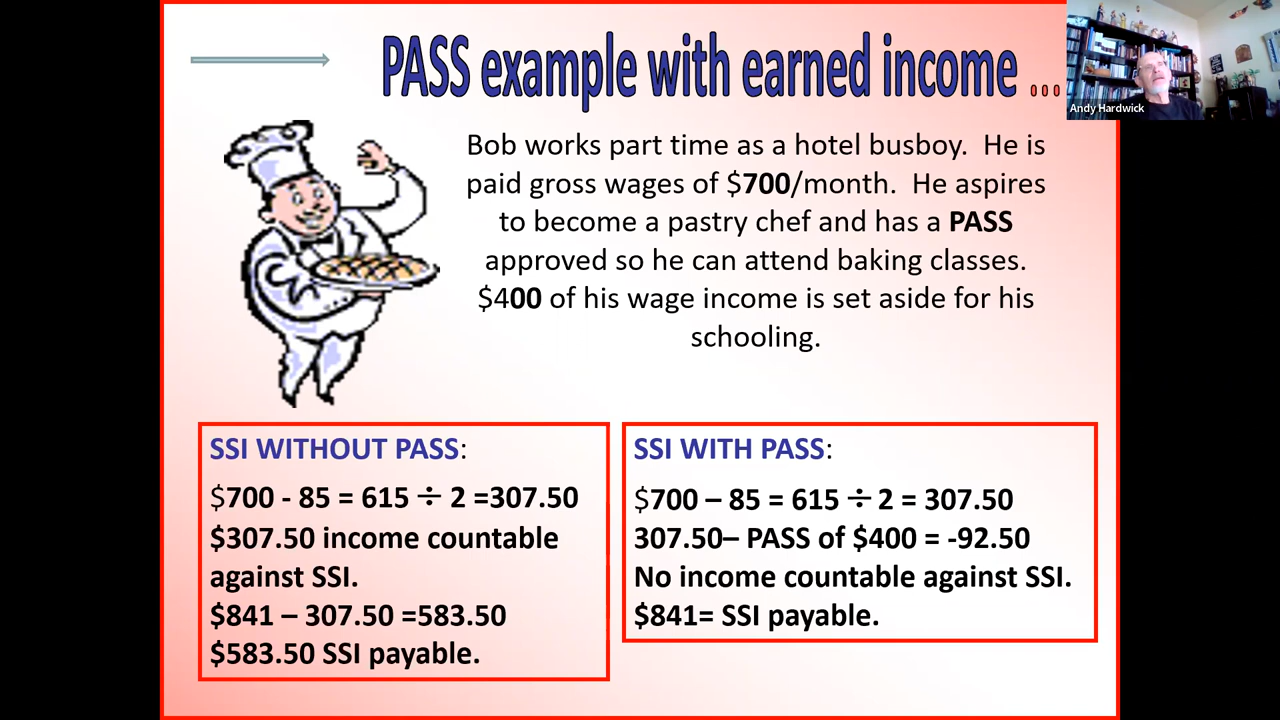 PASS example with earned income ...
Andy Hardwick
Bob works part time as a hotel busboy. He is
paid gross wages of $700/month. He aspires
to become a pastry chef and has a PASS
approved so he can attend baking classes.
$400 of his wage income is set aside for his
schooling.
SSI WITHOUT PASS:
$700 - 85 = 615 ÷ 2 =307.50
$307.50 income countable
against SSI.
$841 – 307.50 =583.50
$583.50 SSI payable.
SSI WITH PASS:
$700 – 85 = 615 ÷ 2 = 307.50
307.50– PASS of $400 = -92.50
No income countable against SSI.
$841= SSI payable.